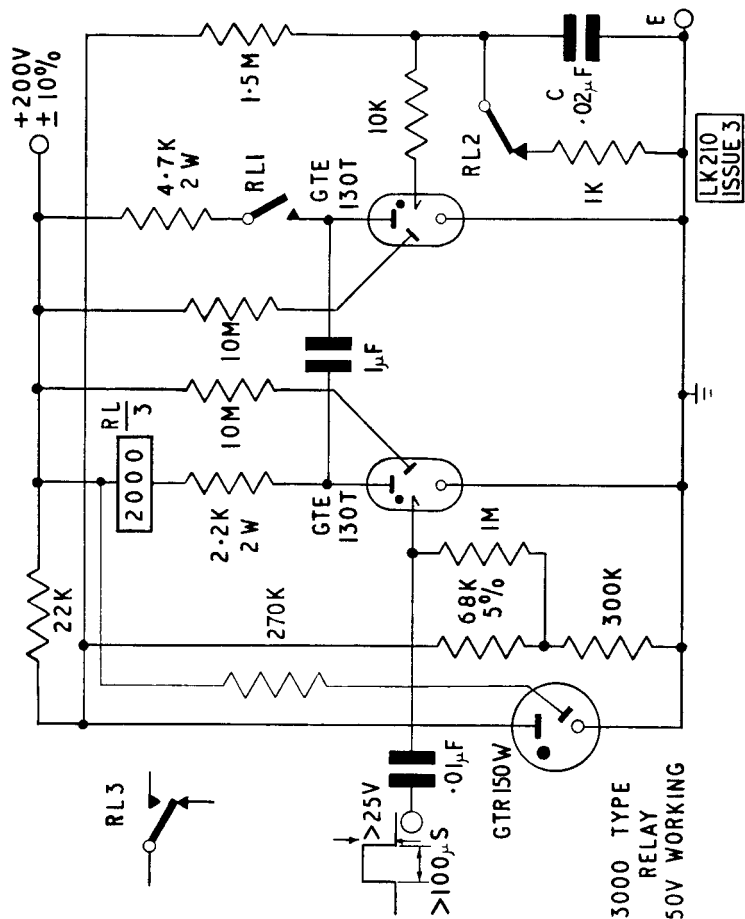 +200V
±10%
4·7K
2W
RL1
GTE
130T
1·5M
10K
RL2
1K
C
·02µF
E
LK210
ISSUE 3
10M
1µF
10M
RL
3
2000
2·2K
2W
GTE
130T
22K
270K
68K
5%
1M
300K
RL3
>25V
>100µS
·01µF
GTR150W
3000 TYPE
RELAY
50V WORKING